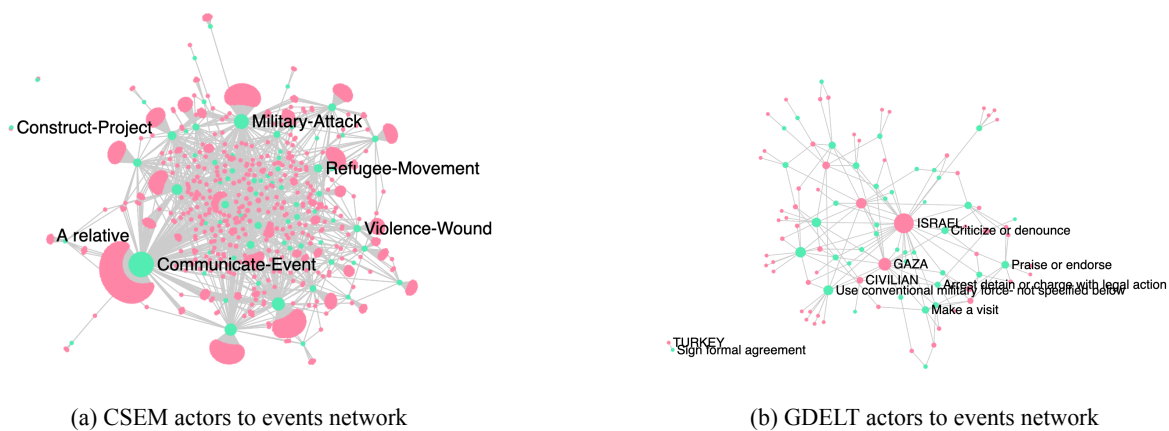 Construct-Project
Military-Attack
Refugee-Movement
Violence-Wound
A relative
Communicate-Event
(a) CSEM actors to events network
ISRAEL
Criticize or denounce
GAZA
Praise or endorse
CIVILIAN
Arrest detain or charge with legal action
Use conventional military force- not specified below
Make a visit
TURKEY
Sign formal agreement
(b) GDELT actors to events network